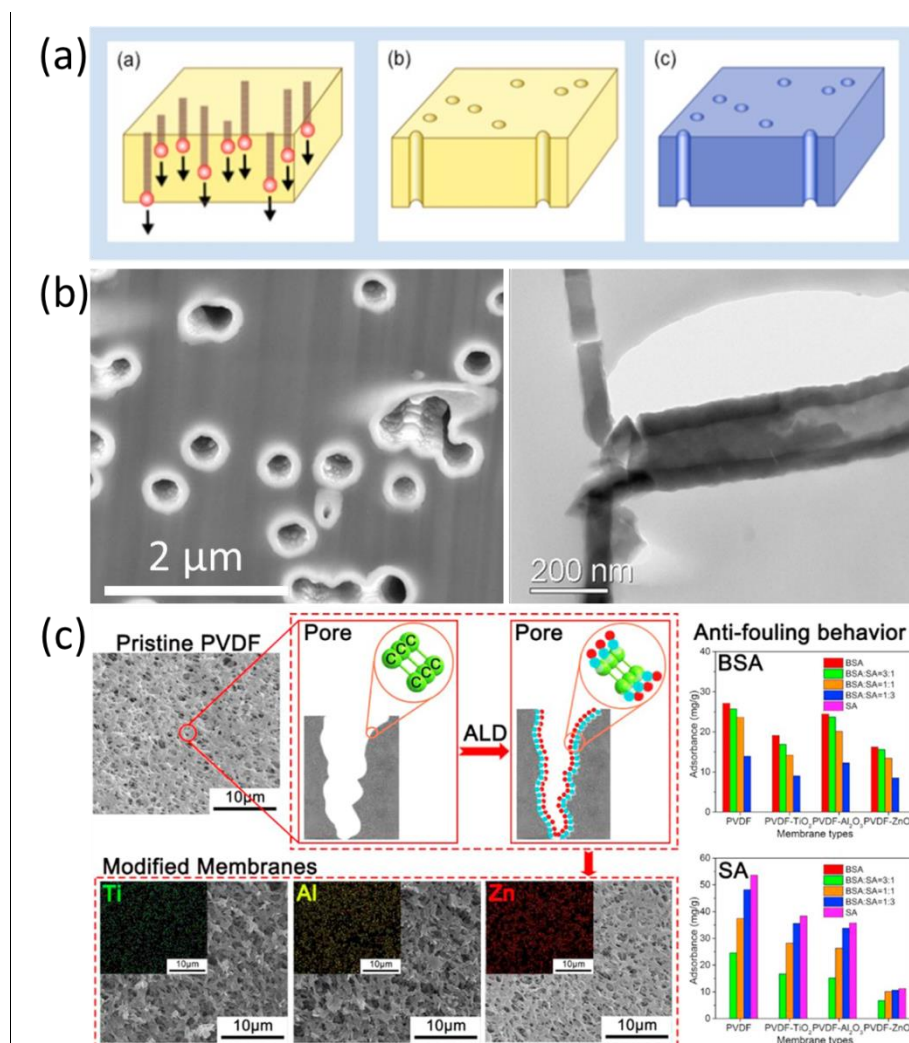 (a)
(a)
(b)
(c)
(b)
2 μm
200 nm
(c)
Pristine PVDF
10μm
Pore
C C C C C C
ALD
Pore
Modified Membranes
Ti
10μm
10μm
Al
10μm
10μm
Zn
10μm
10μm
Anti-fouling behavior
BSA
BSA
BSA:SA=3:1
BSA:SA=1:1
BSA:SA=1:3
SA
Adsorbance (mg/g)
40
30
20
10
0
PVDF PVDF-TiO2 PVDF-Al2O3 PVDF-ZnO
Membrane types
SA
BSA
BSA:SA=3:1
BSA:SA=1:1
BSA:SA=1:3
SA
Adsorbance (mg/g)
60
50
40
30
20
10
0
PVDF PVDF-TiO2 PVDF-Al2O3 PVDF-ZnO
Membrane types